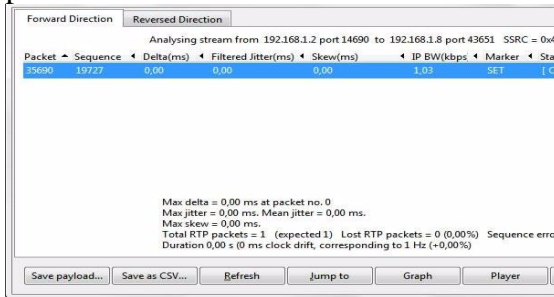 Forward Direction Reversed Direction
Analysing stream from 192.168.1.2 port 14690 to 192.168.1.8 port 43651 SSRC = 0x4
Packet Sequence Delta(ms) Filtered Jitter(ms) Skew(ms) IP BW(kbps) Marker Sta
35690 19727 0,00 0,00 0,00 1,03 SET [ O
Max delta = 0,00 ms at packet no. 0
Max jitter = 0,00 ms. Mean jitter = 0,00 ms.
Max skew = 0,00 ms.
Total RTP packets = 1 (expected 1) Lost RTP packets = 0 (0,00%) Sequence erro
Duration 0,00 s (0 ms clock drift, corresponding to 1 Hz (+0,00%)
Save payload... Save as CSV... Refresh Jump to Graph Player